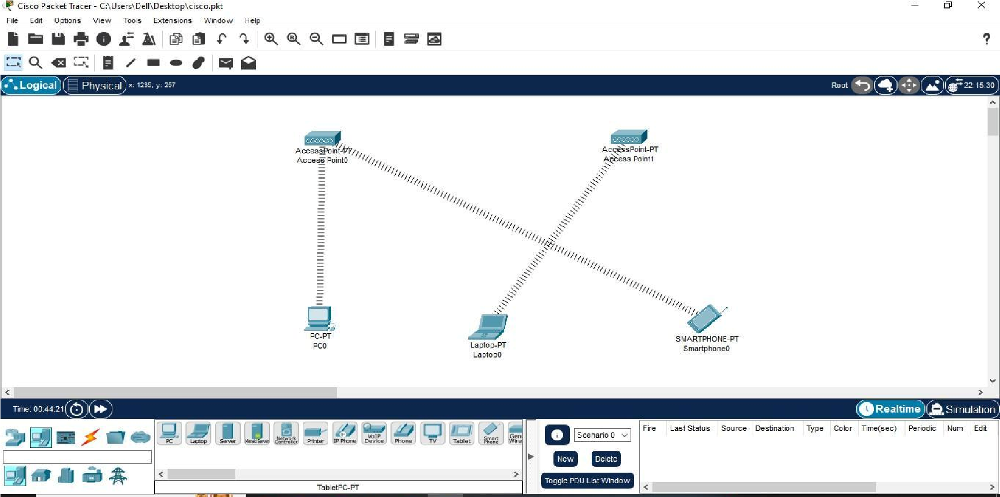 Cisco Packet Tracer - C:\Users\Dell\Desktop\cisco.pkt
File Edit Options View Tools Extensions Window Help
Logical Physical x: 1235, y: 257 Root 22:15:30
AccessPoint-PT
Access Point0
AccessPoint-PT
Access Point1
PC-PT
PC0
Laptop-PT
Laptop0
SMARTPHONE-PT
Smartphone0
Time: 00:44:21 Realtime Simulation
PC Laptop Server Meraki Server Network Controller Printer IP Phone VoIP Device Phone TV Tablet Smart Phone Gene Wire
IP
TabletPC-PT
Scenario 0
New Delete
Toggle PDU List Window
Fire Last Status Source Destination Type Color Time(sec) Periodic Num Edit